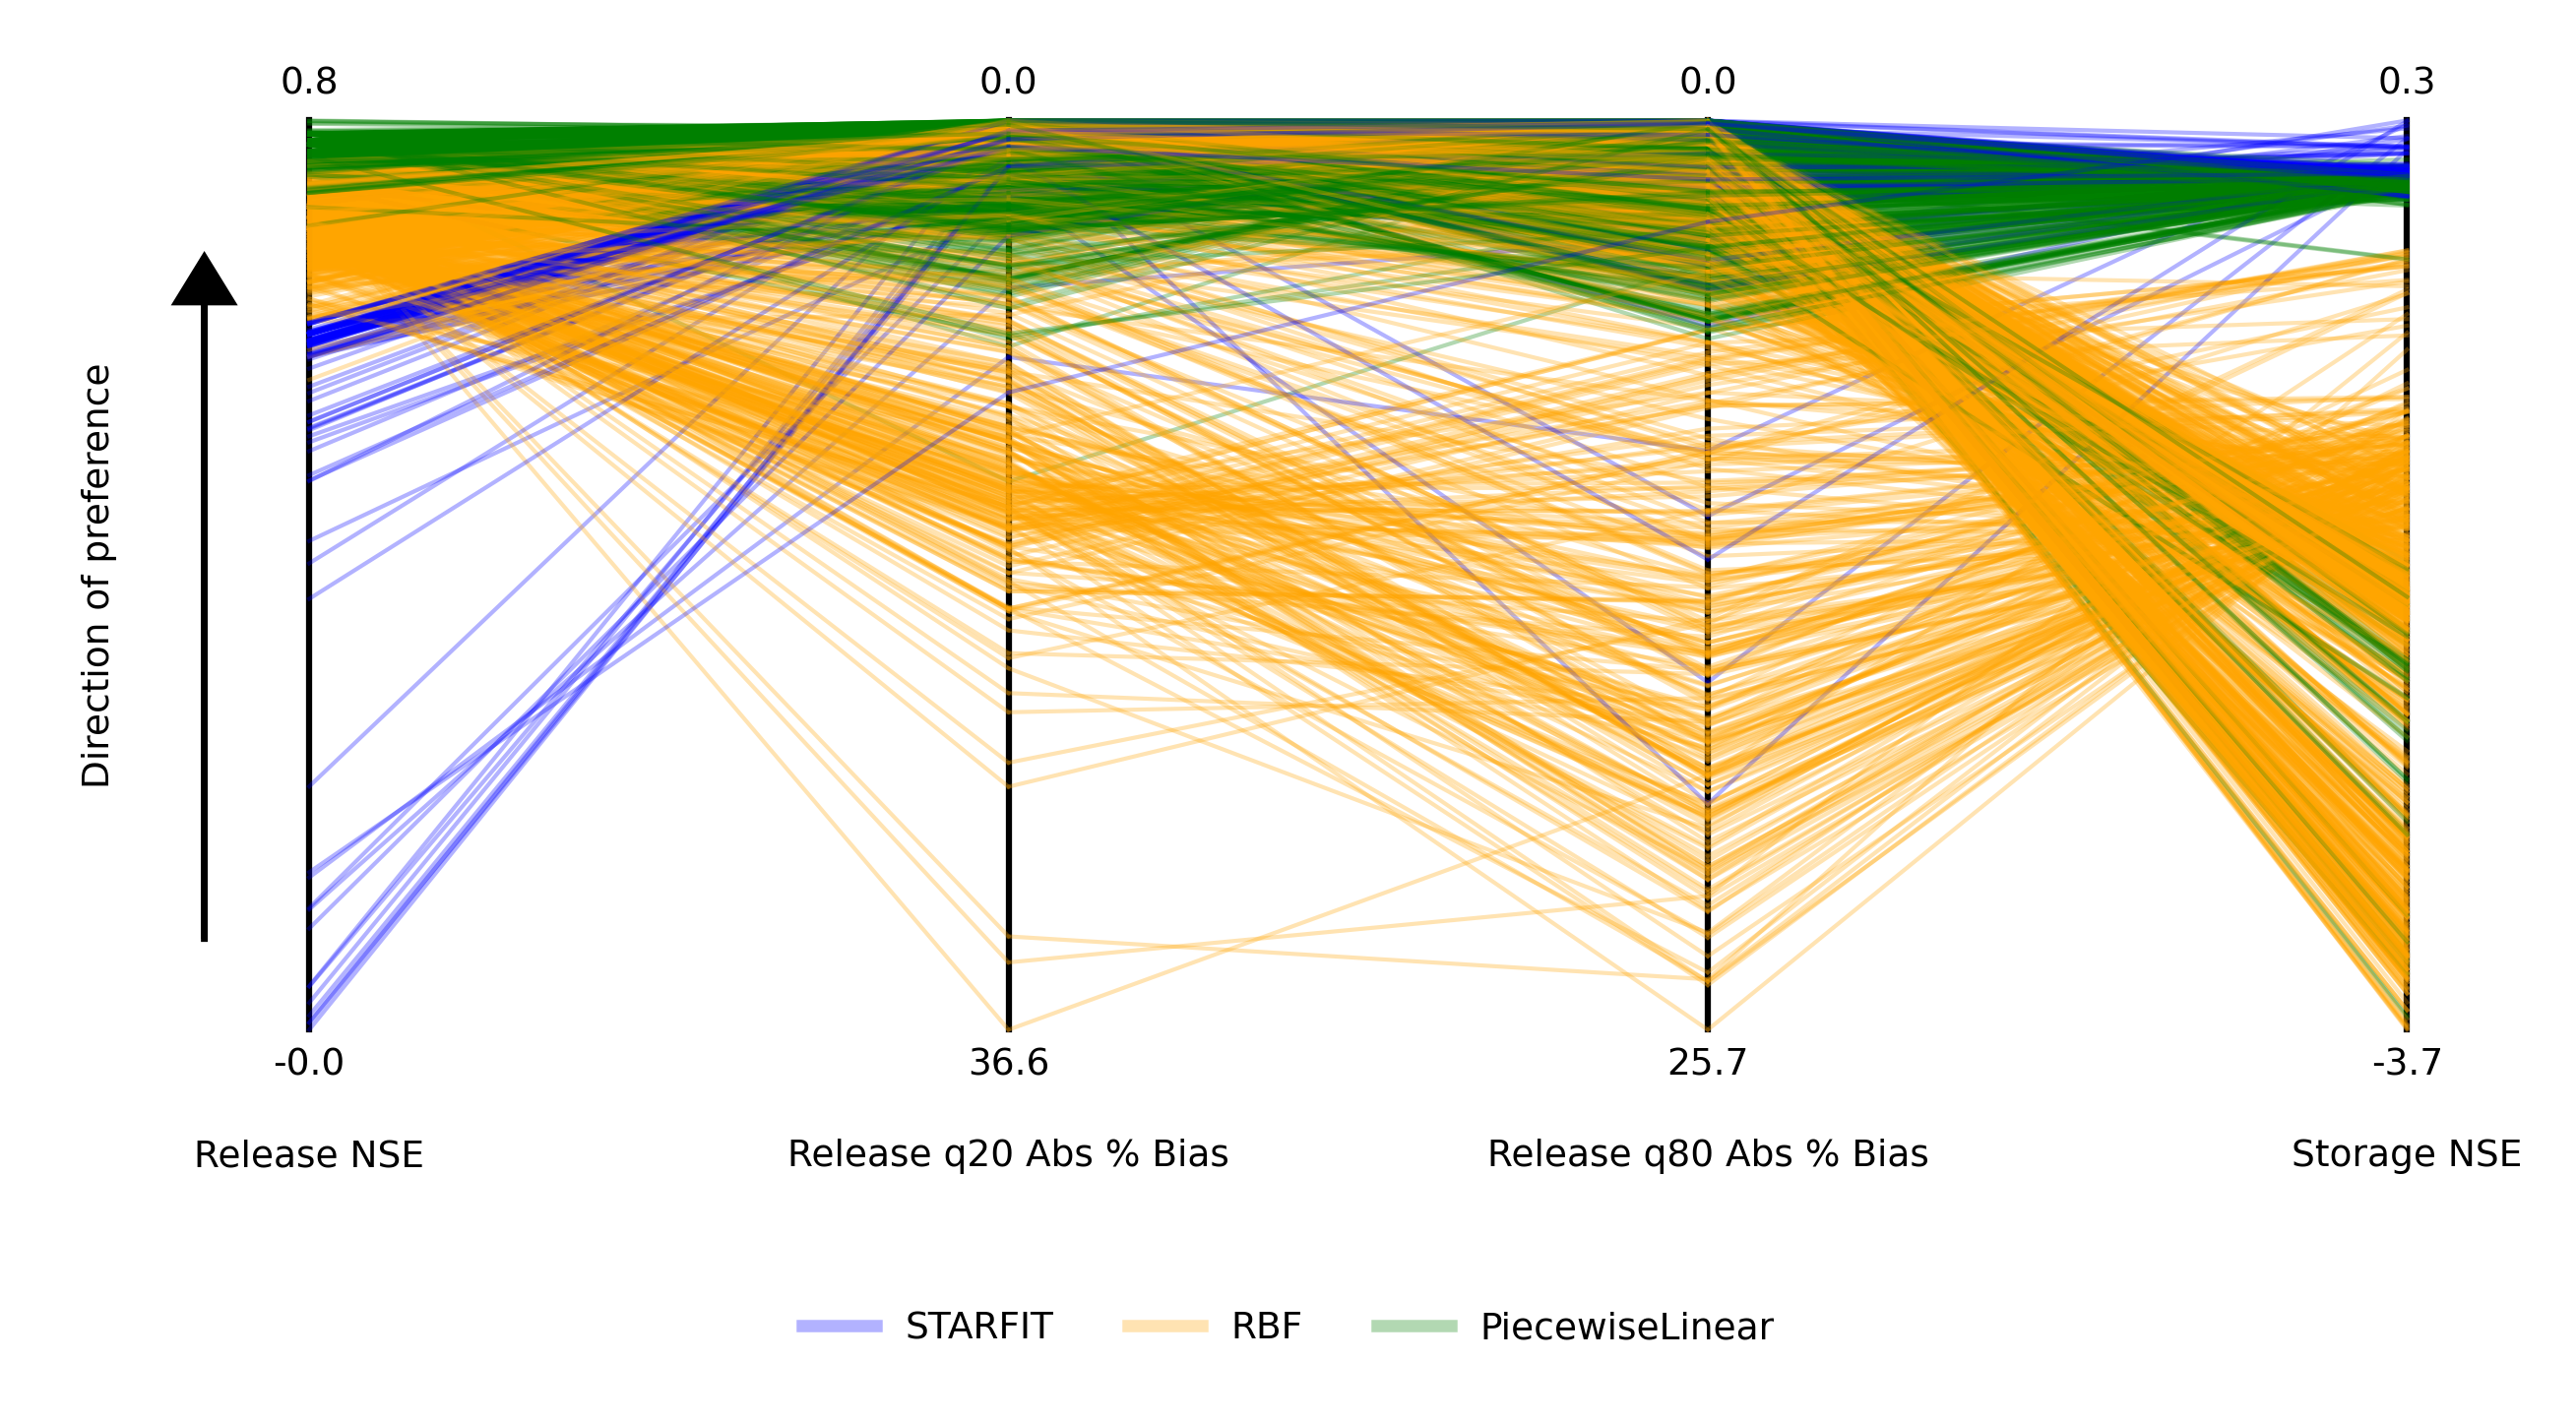 0.8
0.0
0.0
0.3
Direction of preference
-0.0
36.6
25.7
-3.7
Release NSE
Release q20 Abs % Bias
Release q80 Abs % Bias
Storage NSE
STARFIT
RBF
PiecewiseLinear